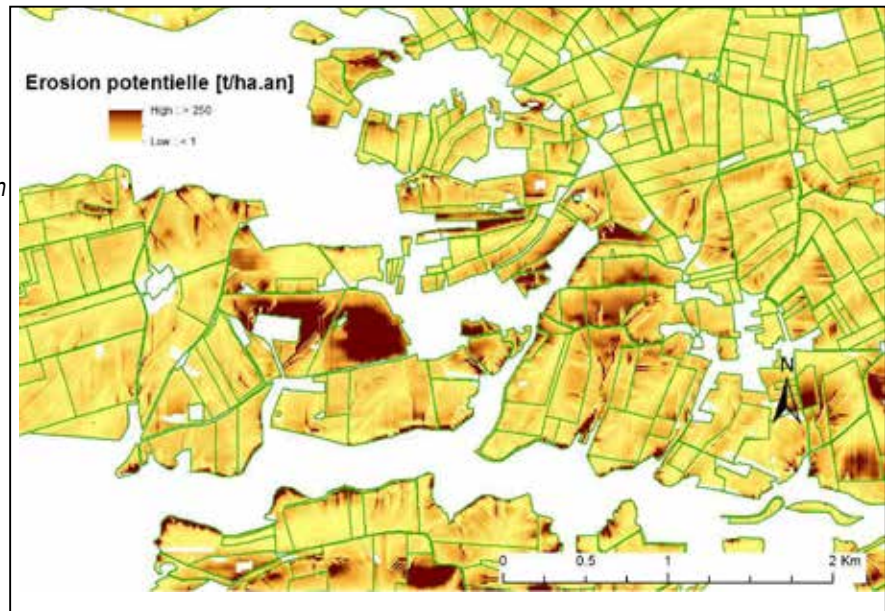 Erosion potentielle [t/ha.an]
High : > 250
Low : < 1
n
N
0 0.5 1 2 Km